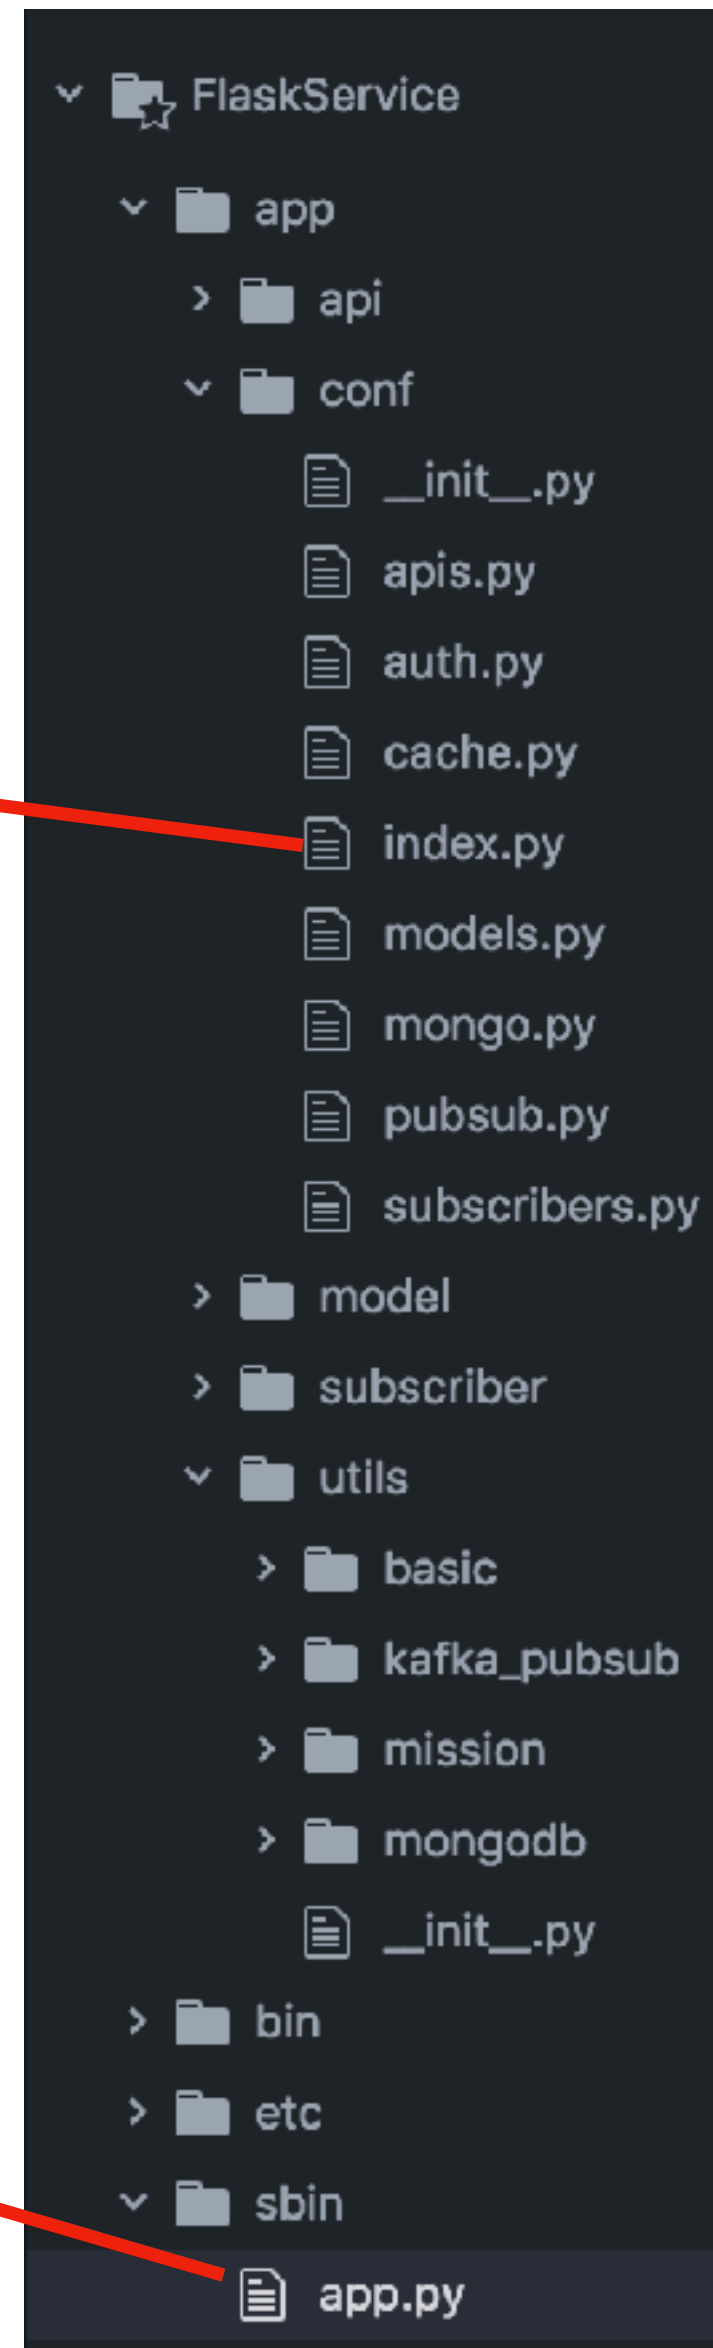 FlaskService
app
api
conf
__init__.py
apis.py
auth.py
cache.py
index.py
models.py
mongo.py
pubsub.py
subscribers.py
model
subscriber
utils
basic
kafka_pubsub
mission
mongodb
__init__.py
bin
etc
sbin
app.py